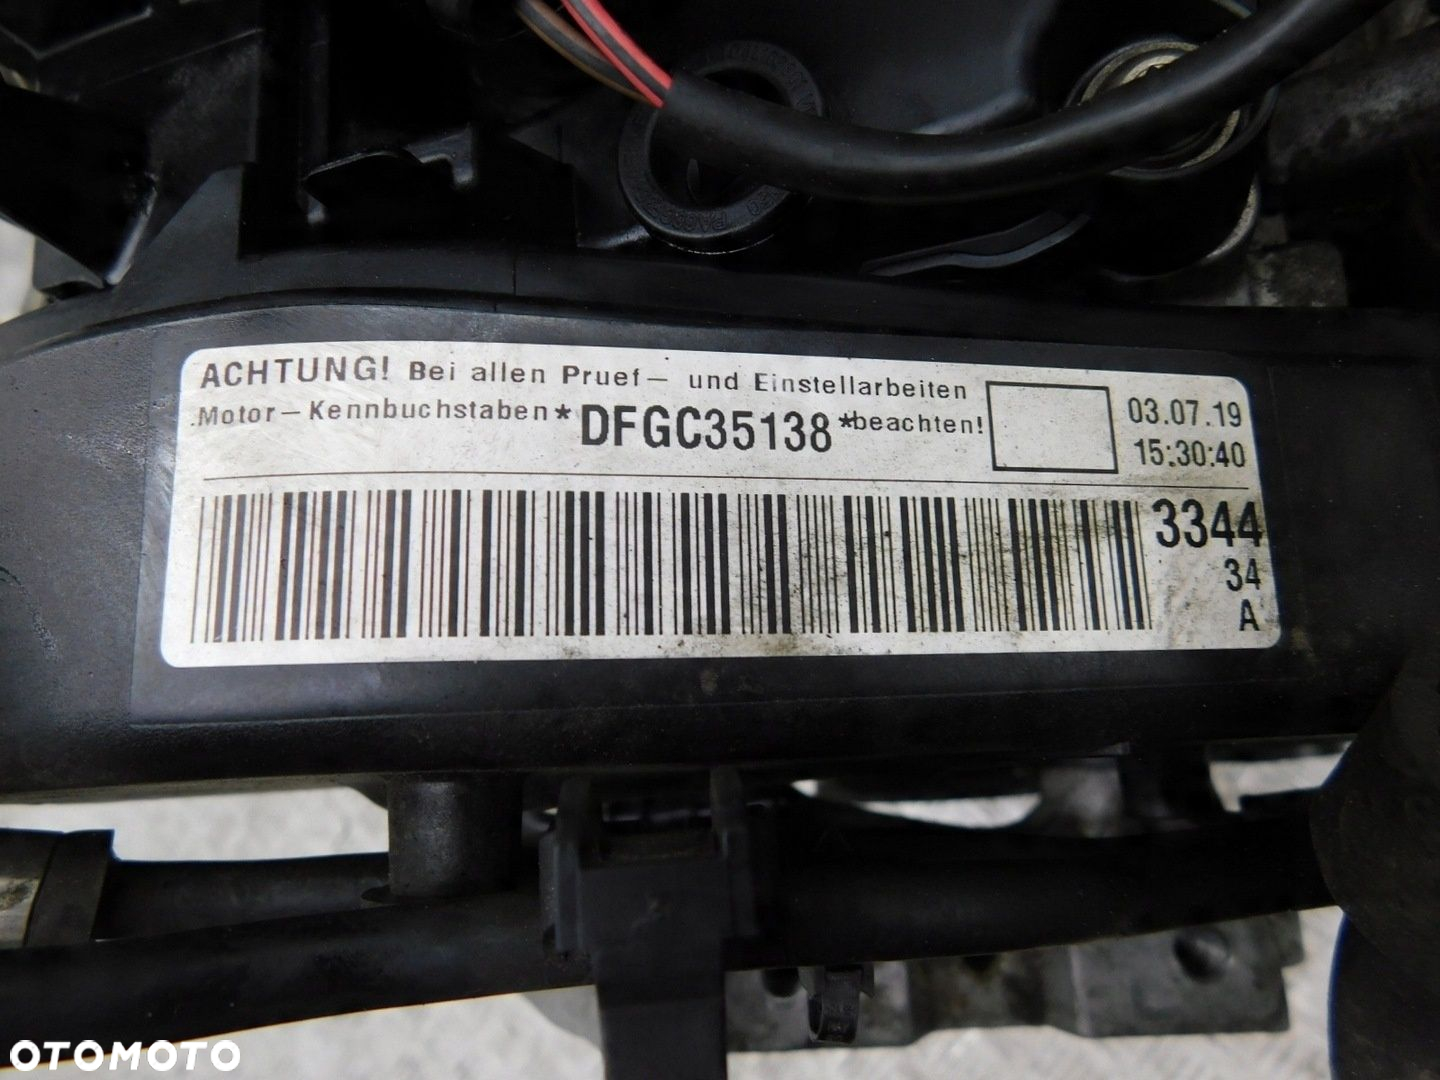 ACHTUNG! Bei allen Pruef- und Einstellarbeiten
Motor-Kennbuchstaben*DFGC35138*beachten!
03.07.19
15:30:40
3344
34
A
OTOMOTO